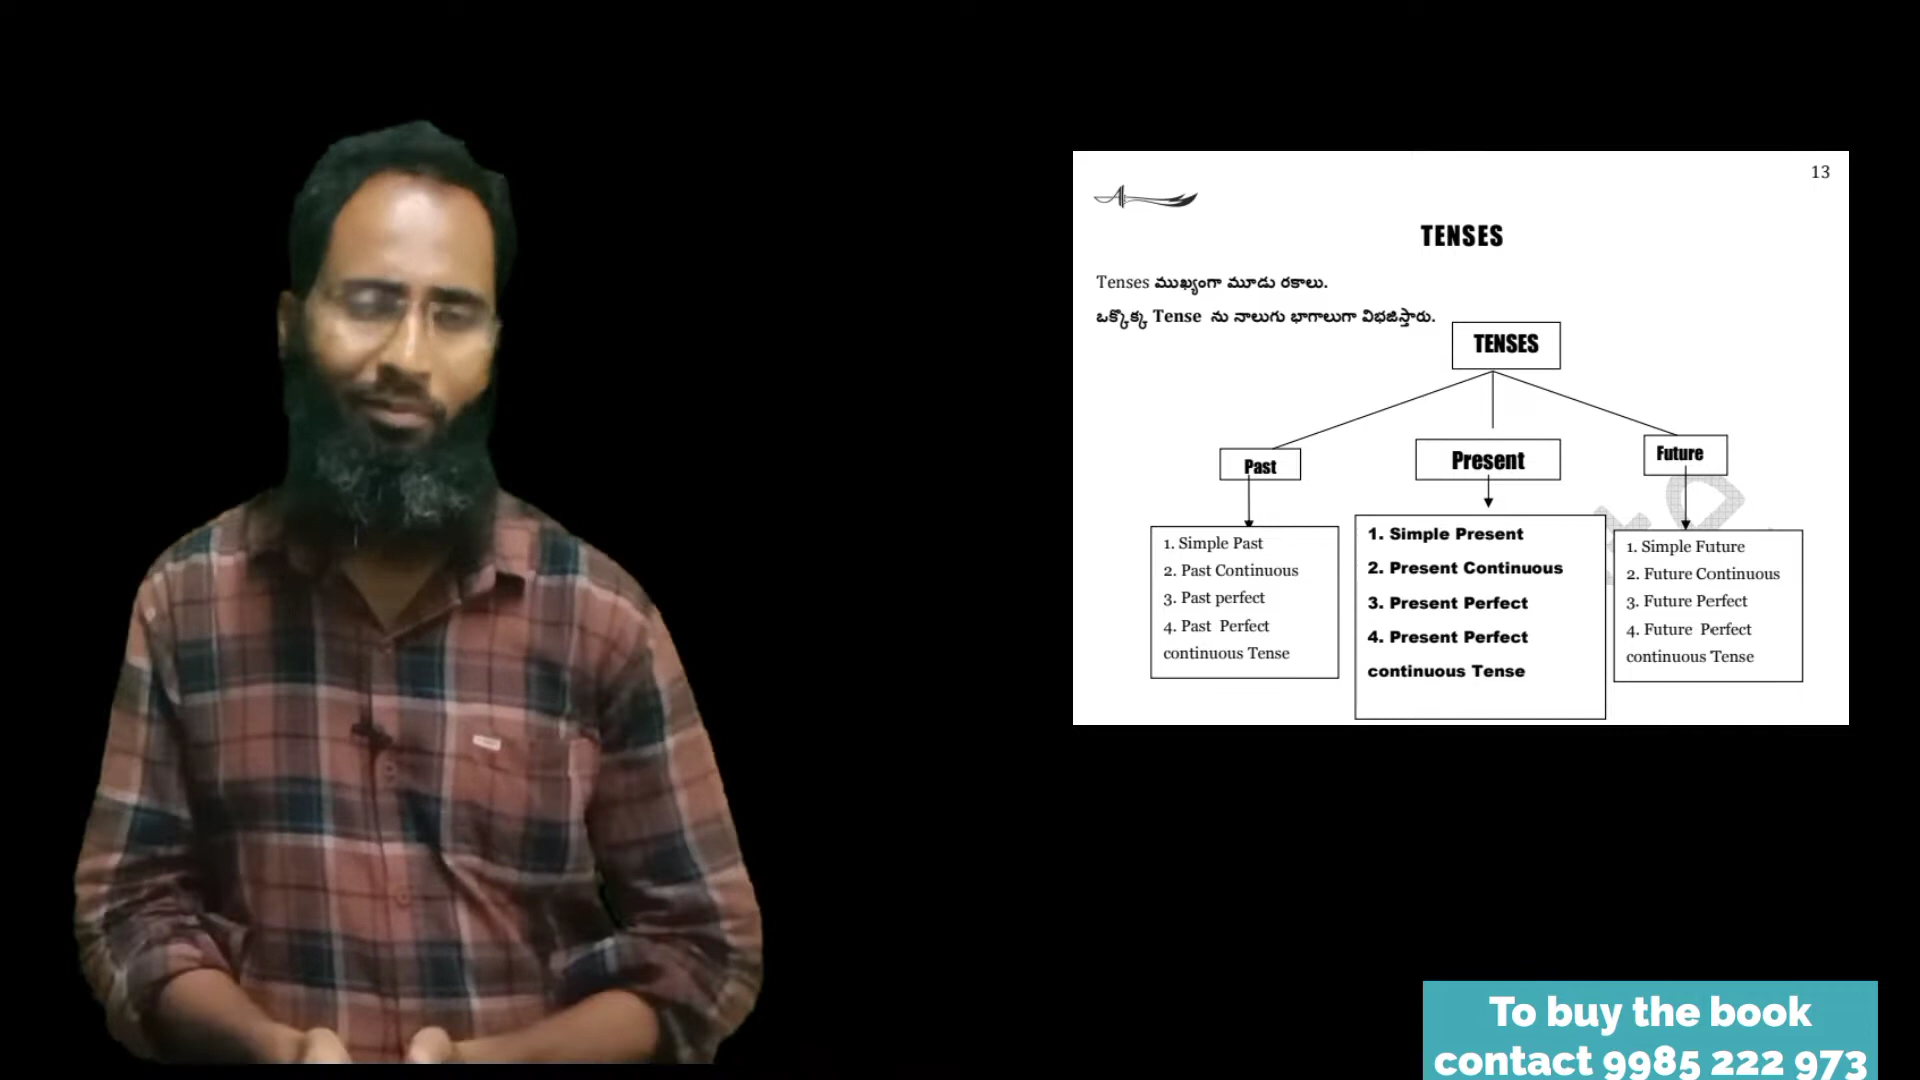 13
TENSES
Tenses ముఖ్యంగా మూడు రకాలు.
ఒక్కొక్క Tense ను నాలుగు భాగాలుగా విభజిస్తారు.
TENSES
Past
Present
Future
1. Simple Past
2. Past Continuous
3. Past perfect
4. Past Perfect
continuous Tense
1. Simple Present
2. Present Continuous
3. Present Perfect
4. Present Perfect
continuous Tense
1. Simple Future
2. Future Continuous
3. Future Perfect
4. Future Perfect
continuous Tense
To buy the book
contact 9985 222 973